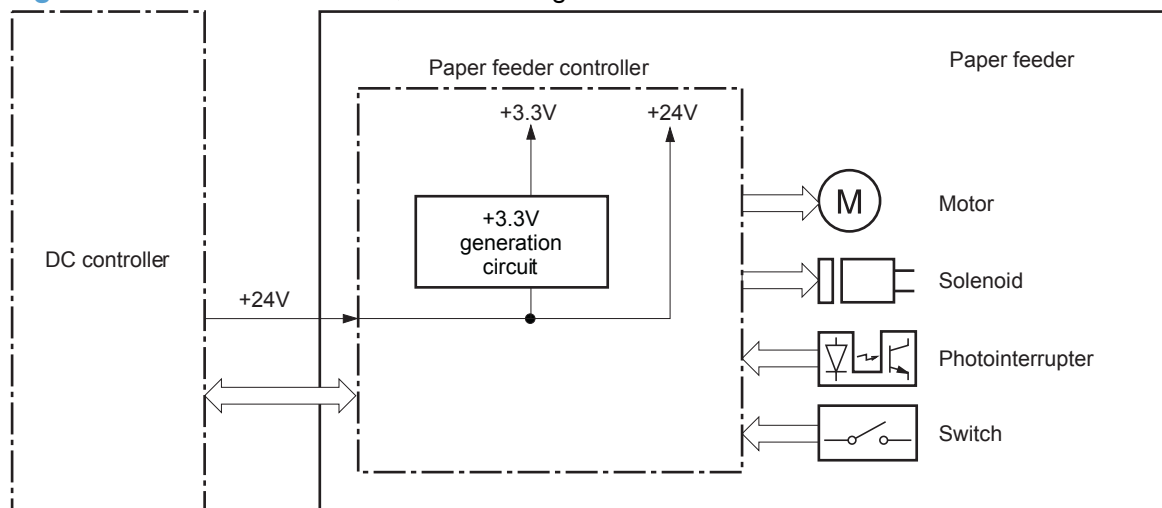 Paper feeder
Paper feeder controller
+3.3V
+24V
+3.3V
generation
circuit
DC controller
+24V
M
Motor
Solenoid
Photointerrupter
Switch